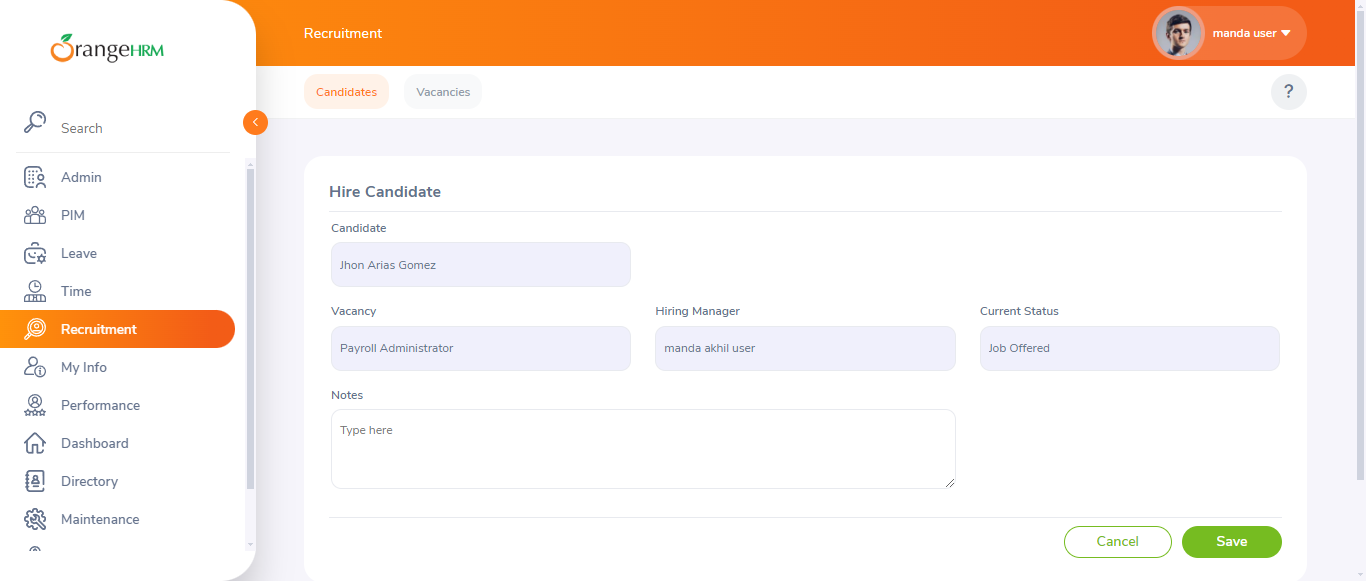 OrangeHRM
Recruitment
manda user
Candidates
Vacancies
?
Search
Admin
PIM
Leave
Time
Recruitment
My Info
Performance
Dashboard
Directory
Maintenance
Hire Candidate
Candidate
Jhon Arias Gomez
Vacancy
Hiring Manager
Current Status
Payroll Administrator
manda akhil user
Job Offered
Notes
Type here
Cancel
Save